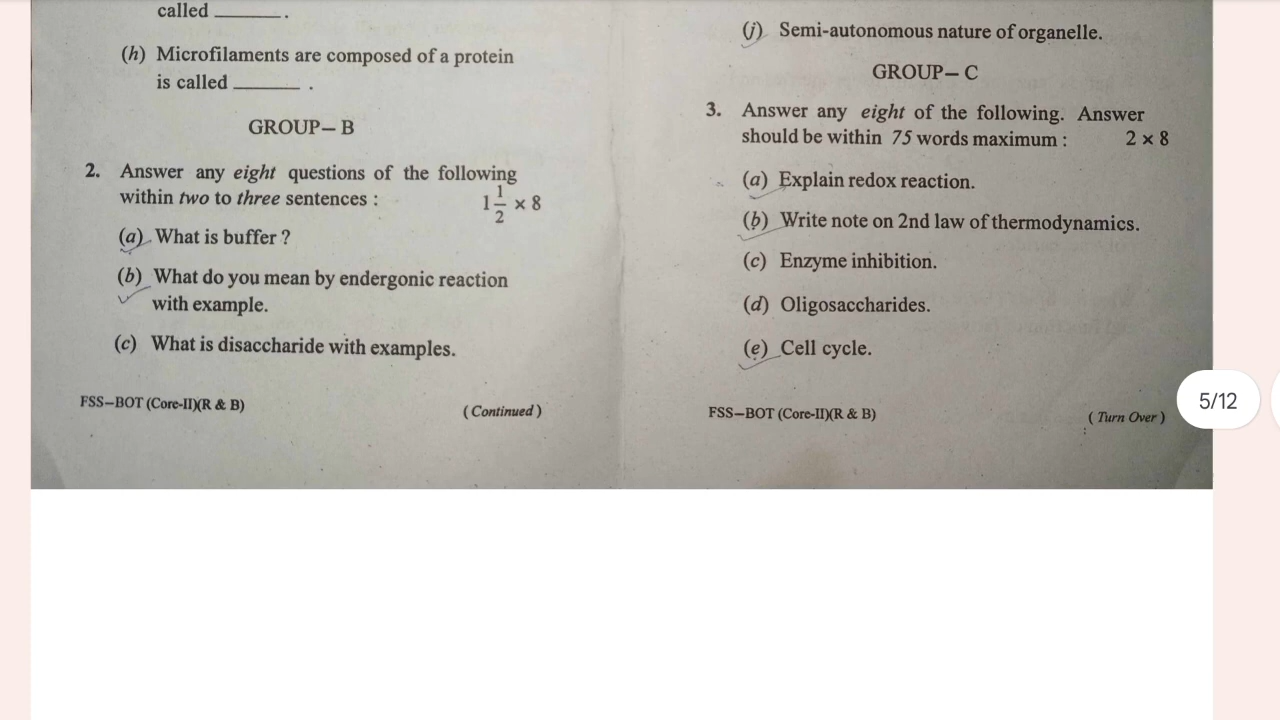 called ______ .
(h) Microfilaments are composed of a protein
is called ______ .
GROUP – B
2. Answer any eight questions of the following
within two to three sentences : 1 1/2 × 8
(a) What is buffer ?
(b) What do you mean by endergonic reaction
with example.
(c) What is disaccharide with examples.
FSS–BOT (Core-II)(R & B) ( Continued )
(j) Semi-autonomous nature of organelle.
GROUP – C
3. Answer any eight of the following. Answer
should be within 75 words maximum : 2 × 8
(a) Explain redox reaction.
(b) Write note on 2nd law of thermodynamics.
(c) Enzyme inhibition.
(d) Oligosaccharides.
(e) Cell cycle.
FSS–BOT (Core-II)(R & B) ( Turn Over )
5/12